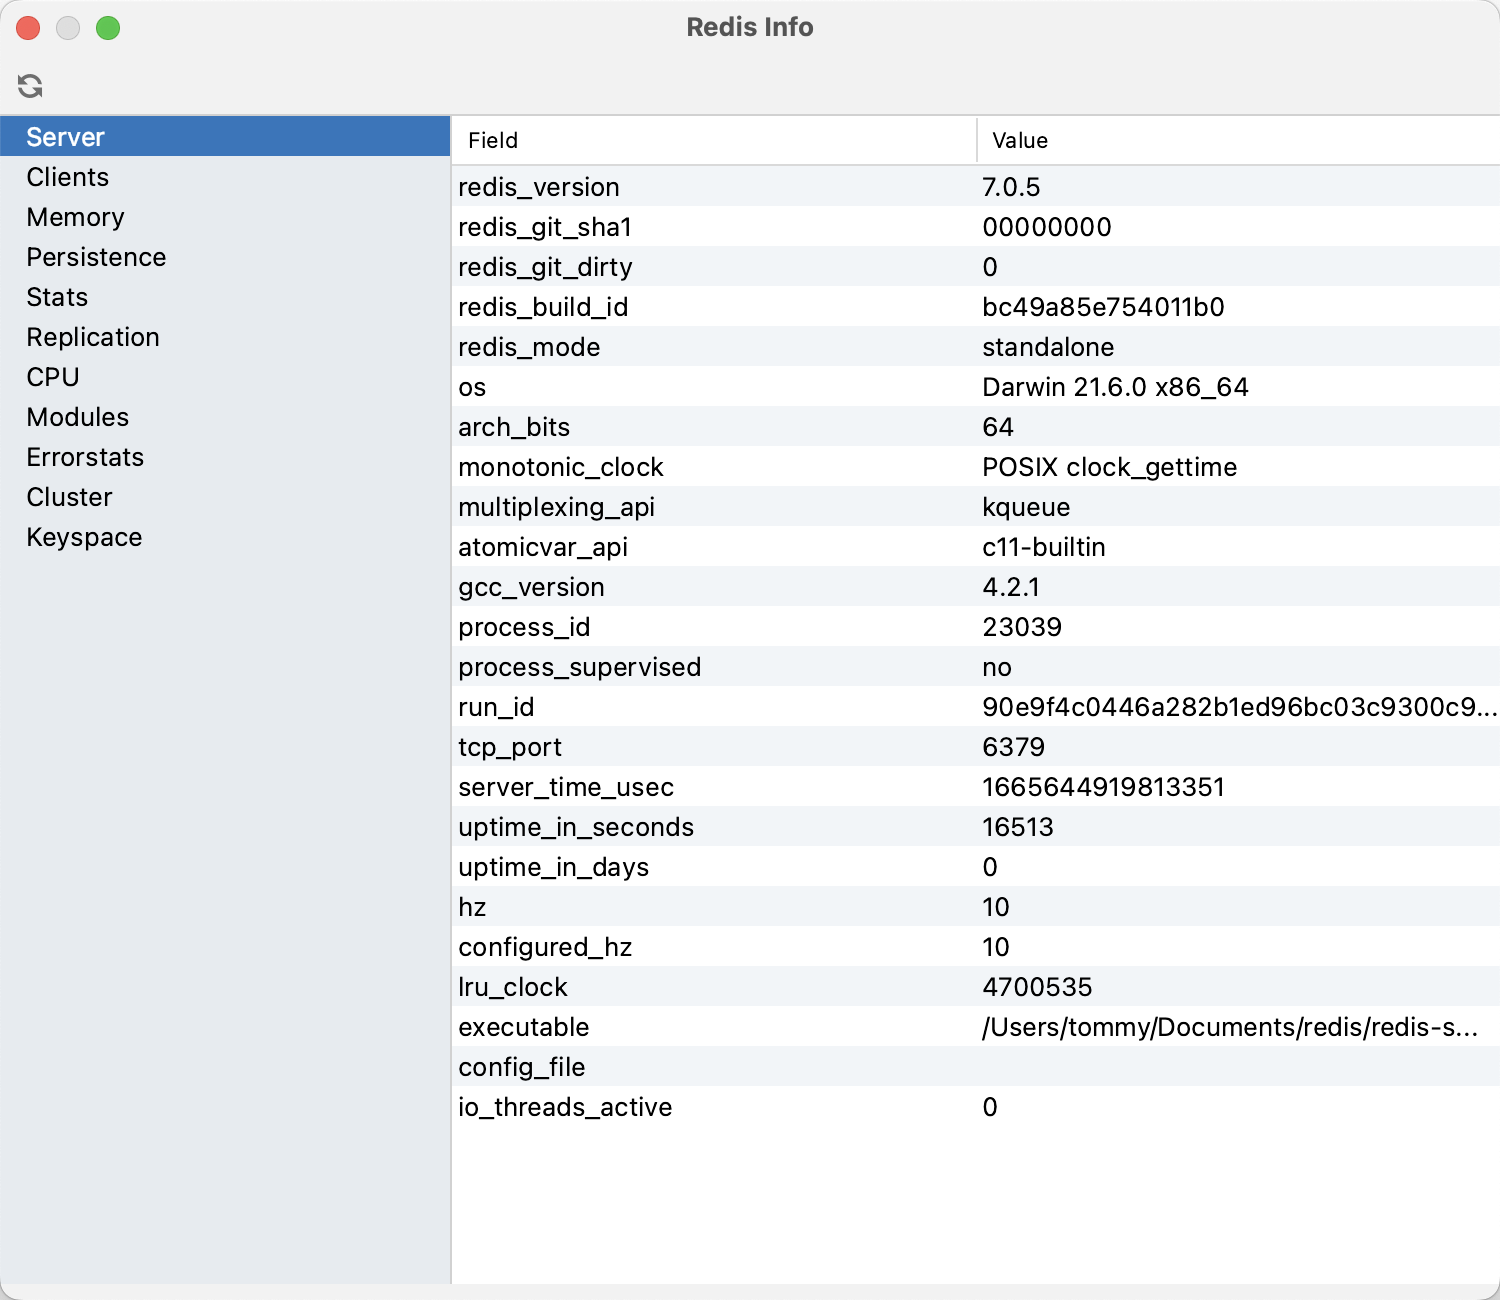 Redis Info
Server
Clients
Memory
Persistence
Stats
Replication
CPU
Modules
Errorstats
Cluster
Keyspace
Field Value
redis_version 7.0.5
redis_git_sha1 00000000
redis_git_dirty 0
redis_build_id bc49a85e754011b0
redis_mode standalone
os Darwin 21.6.0 x86_64
arch_bits 64
monotonic_clock POSIX clock_gettime
multiplexing_api kqueue
atomicvar_api c11-builtin
gcc_version 4.2.1
process_id 23039
process_supervised no
run_id 90e9f4c0446a282b1ed96bc03c9300c9...
tcp_port 6379
server_time_usec 1665644919813351
uptime_in_seconds 16513
uptime_in_days 0
hz 10
configured_hz 10
lru_clock 4700535
executable /Users/tommy/Documents/redis/redis-s...
config_file
io_threads_active 0